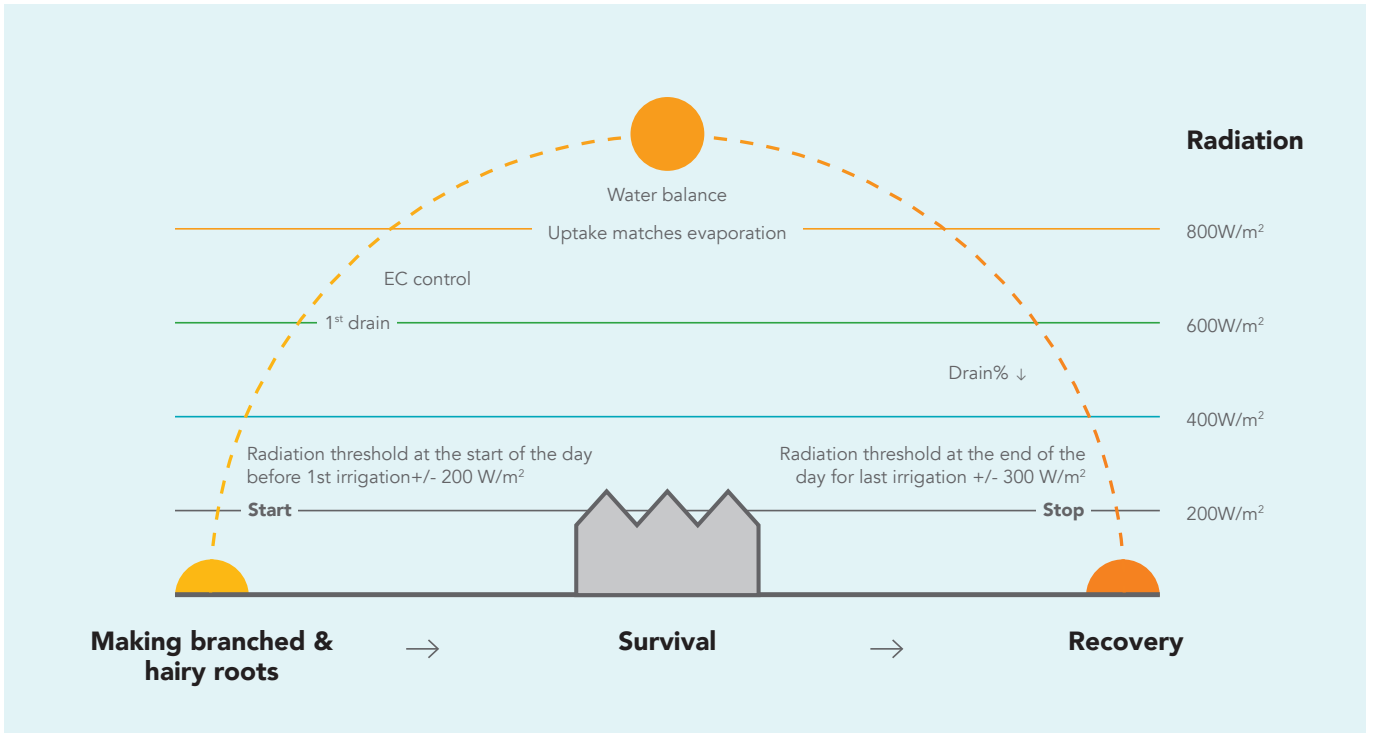 Radiation
Water balance
800W/m²
Uptake matches evaporation
EC control
600W/m²
1st drain
Drain% ↓
400W/m²
Radiation threshold at the start of the day
before 1st irrigation+/- 200 W/m²
Radiation threshold at the end of the
day for last irrigation +/- 300 W/m²
Start
Stop
200W/m²
Making branched &
hairy roots
→
Survival
→
Recovery